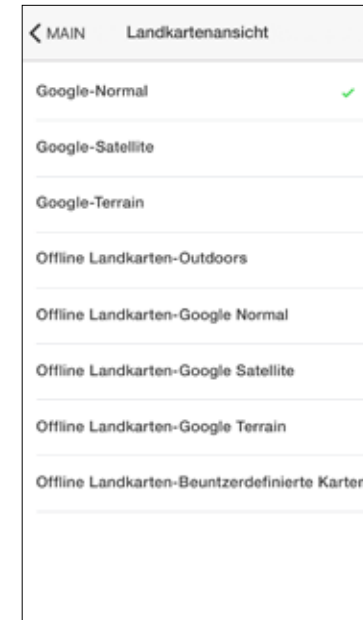 MAIN Landkartenansicht
Google-Normal
Google-Satellite
Google-Terrain
Offline Landkarten-Outdoors
Offline Landkarten-Google Normal
Offline Landkarten-Google Satellite
Offline Landkarten-Google Terrain
Offline Landkarten-Beuntzerdefinierte Karten